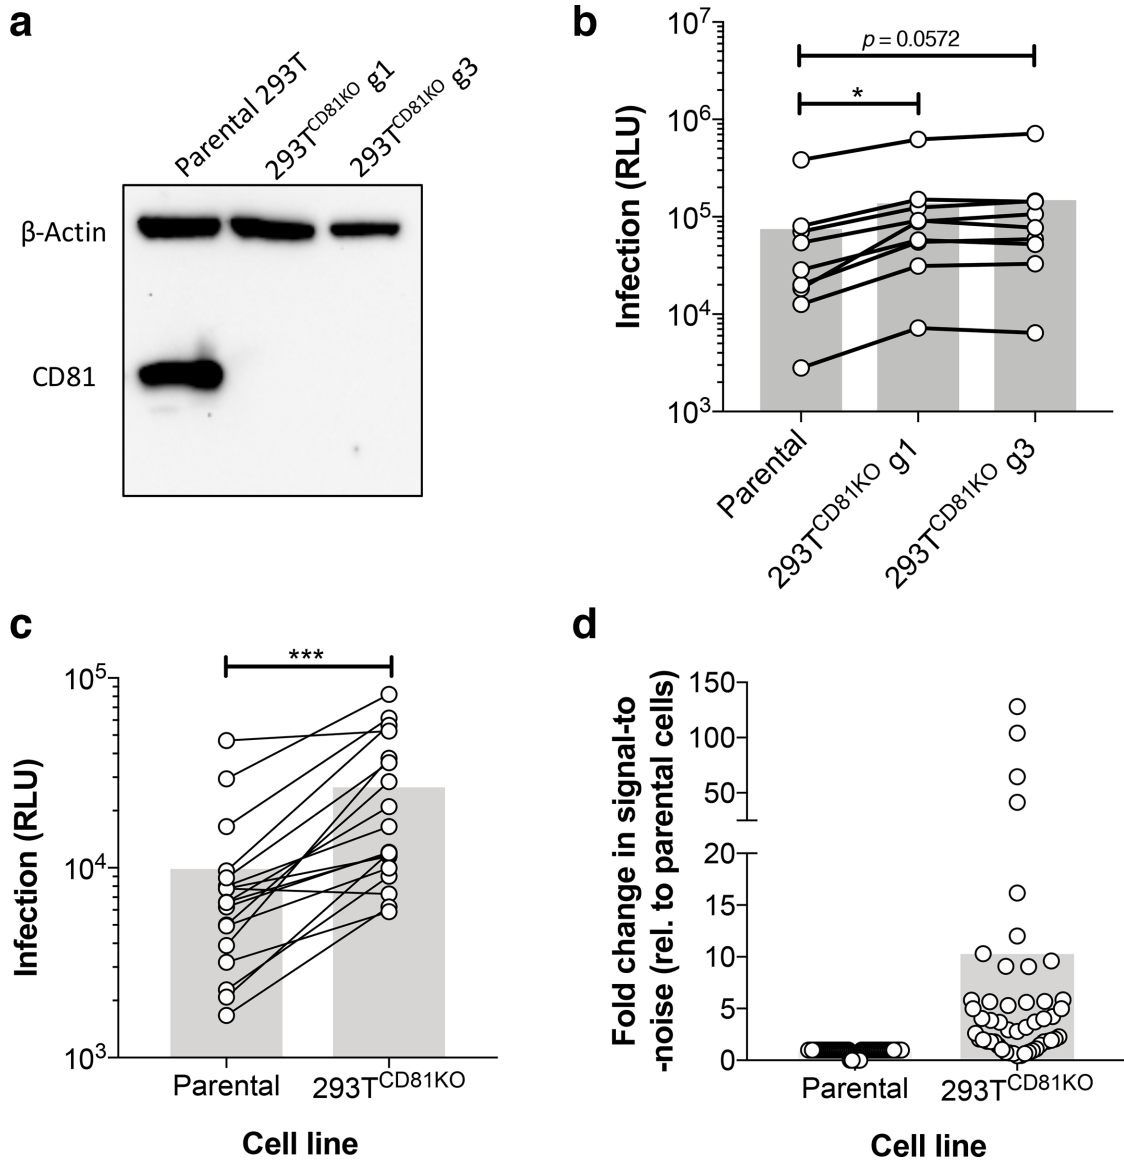 a
Parental 293T
293TCD81KO g1
293TCD81KO g3
β-Actin
CD81
b
Infection (RLU)
10⁷
10⁶
10⁵
10⁴
10³
p = 0.0572
*
Parental
293TCD81KO g1
293TCD81KO g3
c
Infection (RLU)
10⁵
10⁴
10³
***
Parental
293TCD81KO
Cell line
d
Fold change in signal-to
-noise (rel. to parental cells)
150
100
50
20
15
10
5
0
Parental
293TCD81KO
Cell line